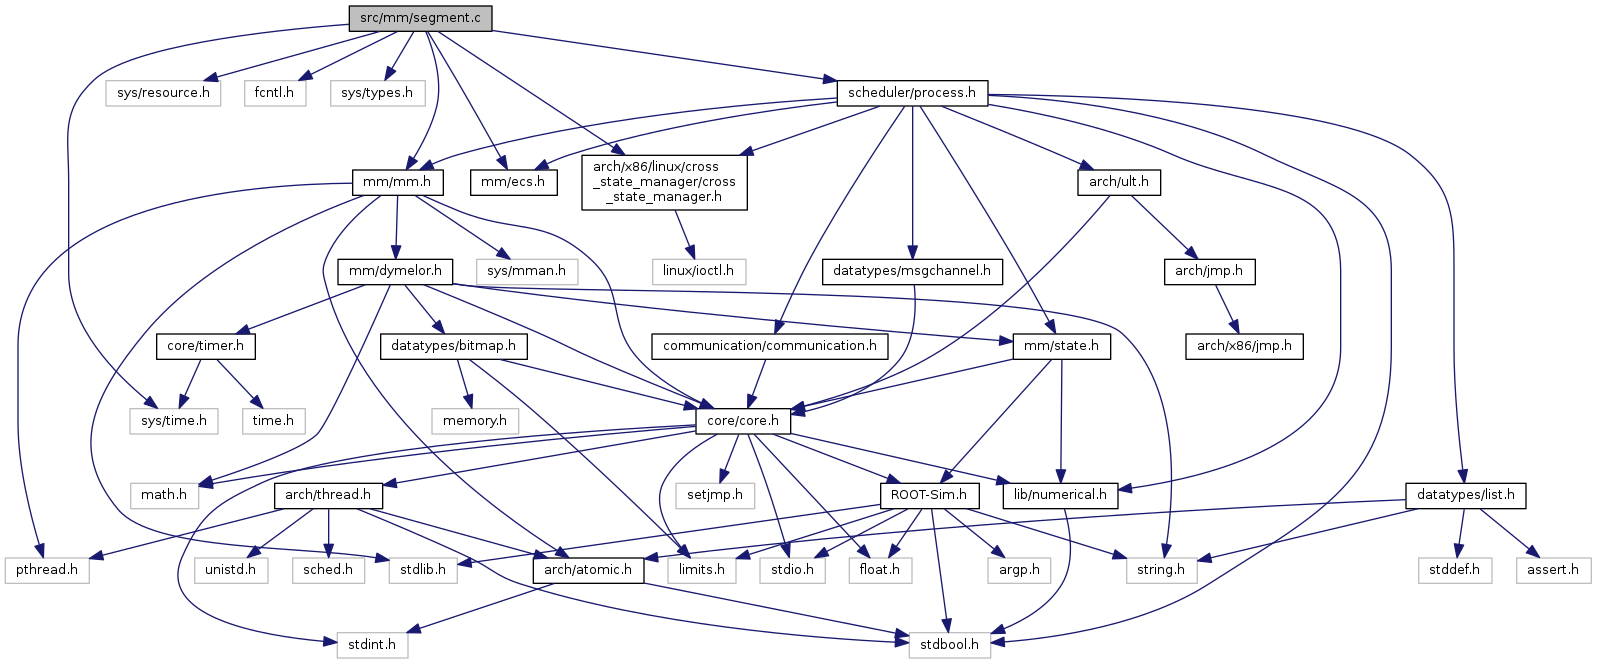 src/mm/segment.c
sys/resource.h
fcntl.h
sys/types.h
scheduler/process.h
mm/mm.h
mm/ecs.h
arch/x86/linux/cross
_state_manager/cross
_state_manager.h
arch/ult.h
mm/dymelor.h
sys/mman.h
linux/ioctl.h
datatypes/msgchannel.h
arch/jmp.h
core/timer.h
datatypes/bitmap.h
communication/communication.h
mm/state.h
arch/x86/jmp.h
sys/time.h
time.h
memory.h
core/core.h
math.h
arch/thread.h
setjmp.h
ROOT-Sim.h
lib/numerical.h
datatypes/list.h
pthread.h
unistd.h
sched.h
stdlib.h
arch/atomic.h
limits.h
stdio.h
float.h
argp.h
string.h
stddef.h
assert.h
stdint.h
stdbool.h